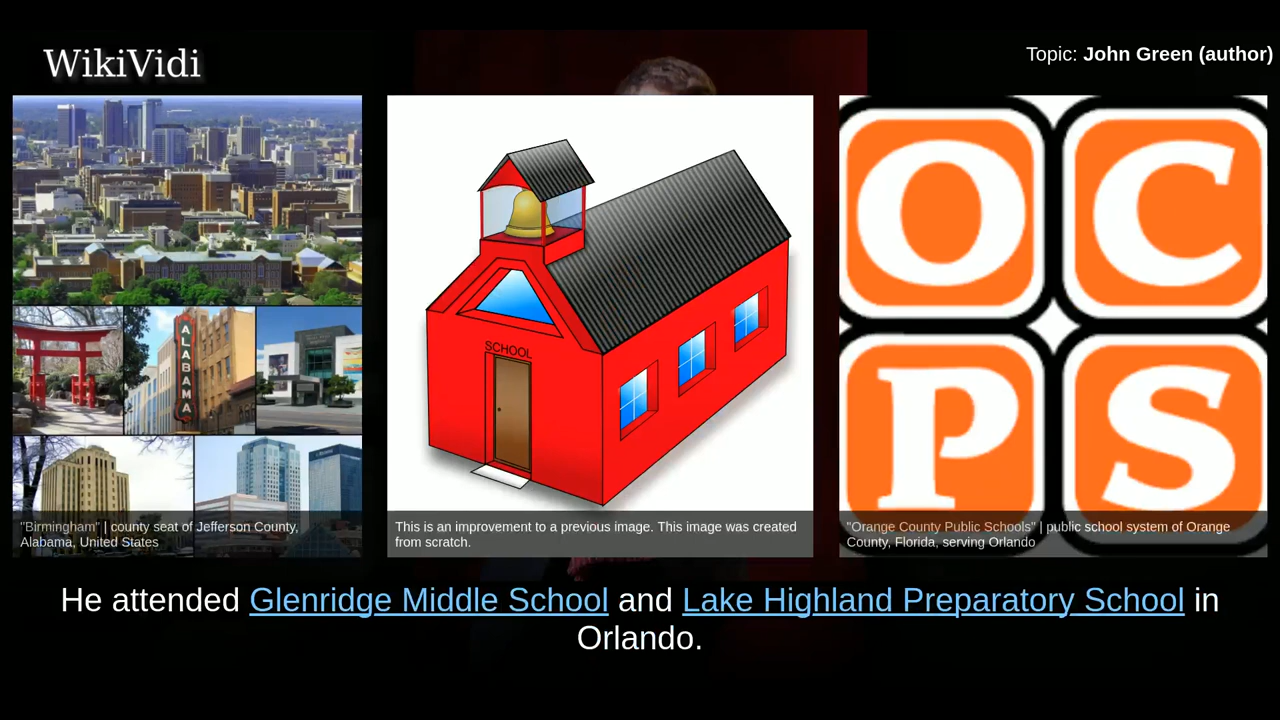 WikiVidi
Topic: John Green (author)
ALABAMA
SCHOOL
O C
P S
"Birmingham" | county seat of Jefferson County,
Alabama, United States
This is an improvement to a previous image. This image was created
from scratch.
"Orange County Public Schools" | public school system of Orange
County, Florida, serving Orlando
He attended Glenridge Middle School and Lake Highland Preparatory School in
Orlando.